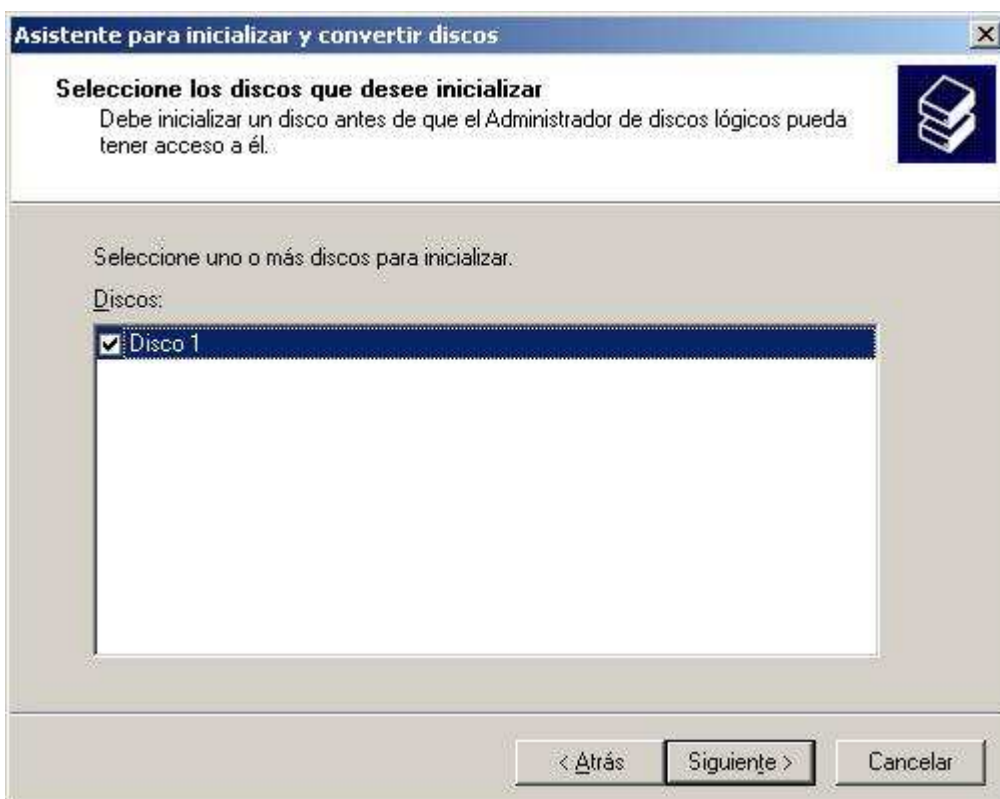 Asistente para inicializar y convertir discos
Seleccione los discos que desee inicializar
Debe inicializar un disco antes de que el Administrador de discos lógicos pueda
tener acceso a él.
Seleccione uno o más discos para inicializar.
Discos:
Disco 1
< Atrás Siguiente > Cancelar